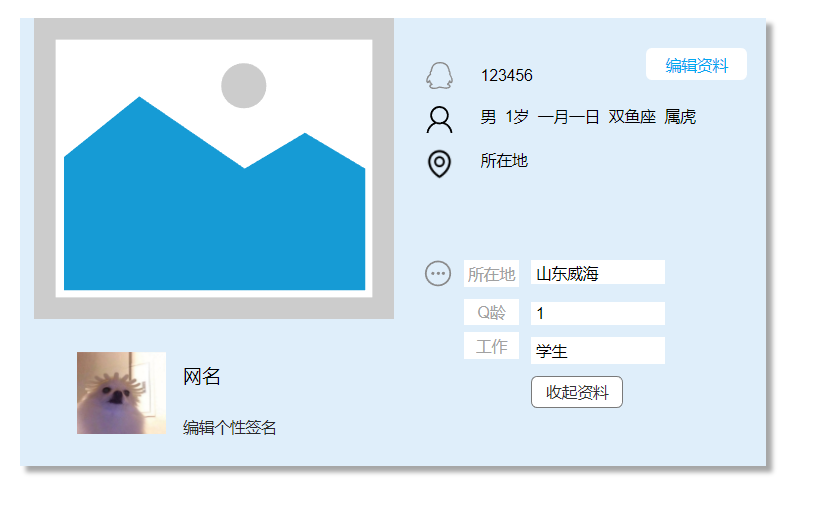 123456
编辑资料
男 1岁 一月一日 双鱼座 属虎
所在地
所在地 山东威海
Q龄 1
工作 学生
收起资料
网名
编辑个性签名